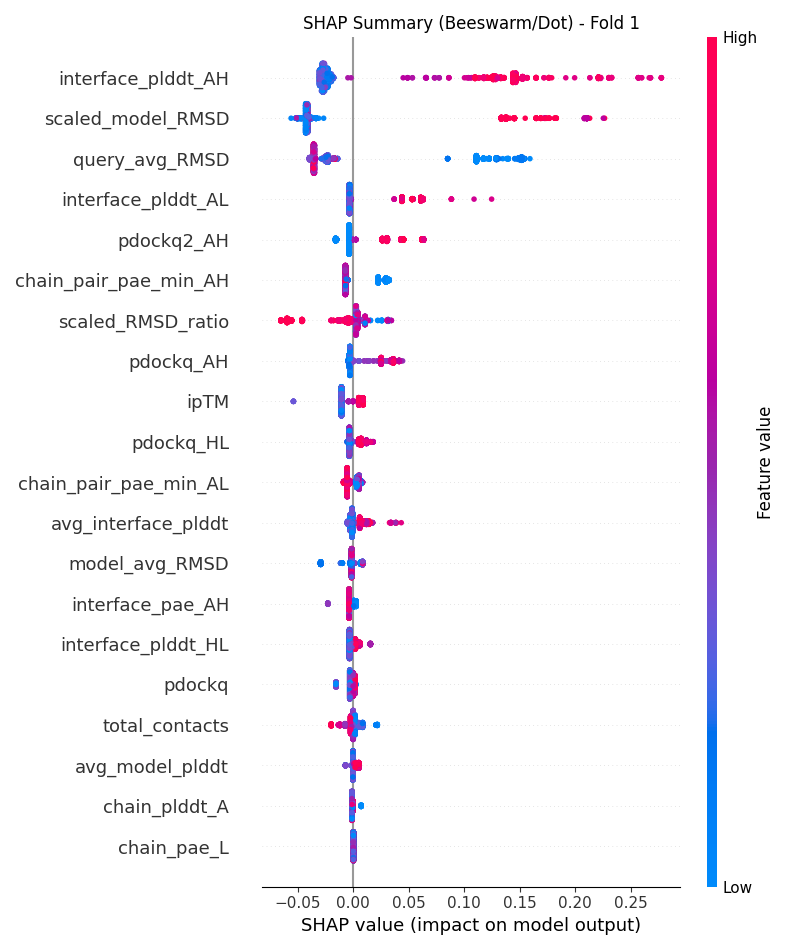 SHAP Summary (Beeswarm/Dot) - Fold 1
High
interface_plddt_AH
scaled_model_RMSD
query_avg_RMSD
interface_plddt_AL
pdockq2_AH
chain_pair_pae_min_AH
scaled_RMSD_ratio
pdockq_AH
ipTM
pdockq_HL
chain_pair_pae_min_AL
avg_interface_plddt
model_avg_RMSD
interface_pae_AH
interface_plddt_HL
pdockq
total_contacts
avg_model_plddt
chain_plddt_A
chain_pae_L
Feature value
Low
−0.05 0.00 0.05 0.10 0.15 0.20 0.25
SHAP value (impact on model output)